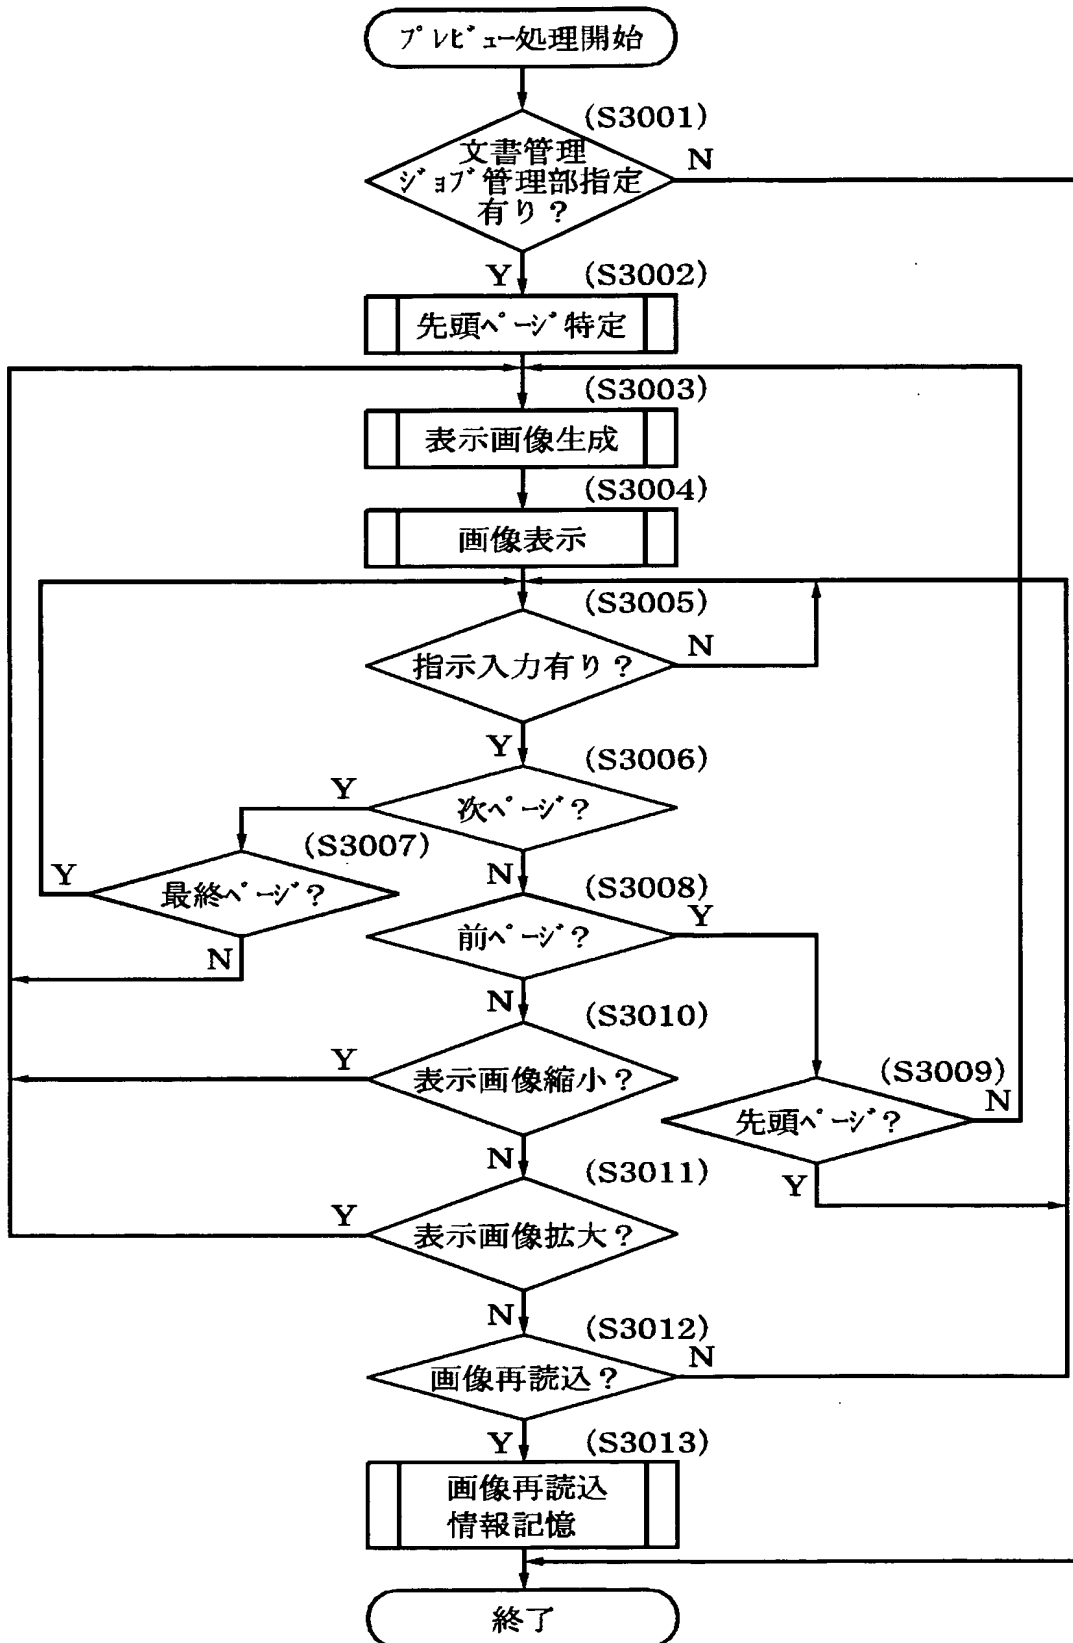 プレビュー処理開始
(S3001)
文書管理
ジョブ管理部指定
有り？
N
Y
(S3002)
先頭ページ特定
(S3003)
表示画像生成
(S3004)
画像表示
(S3005)
指示入力有り？
N
Y
(S3006)
次ページ？
Y
N
(S3007)
最終ページ？
Y
N
(S3008)
前ページ？
Y
N
(S3010)
表示画像縮小？
Y
N
(S3009)
先頭ページ？
N
Y
(S3011)
表示画像拡大？
Y
N
(S3012)
画像再読込？
N
Y
(S3013)
画像再読込
情報記憶
終了